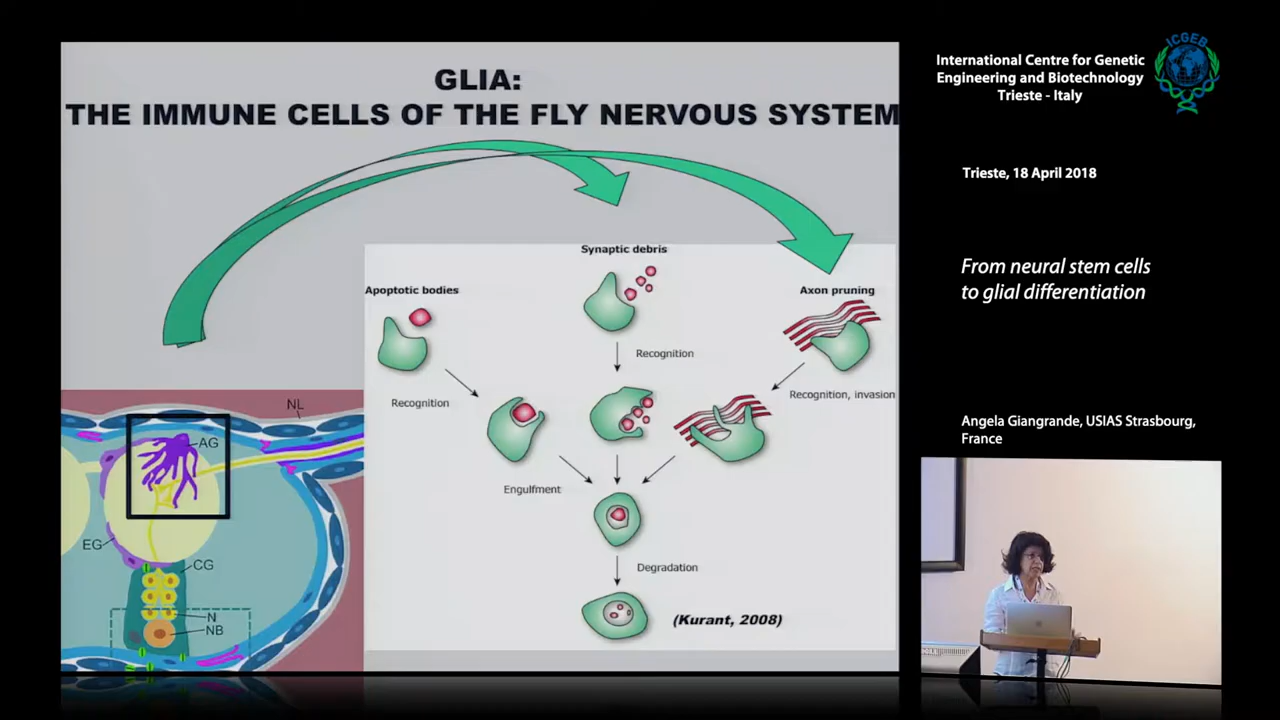 GLIA:
THE IMMUNE CELLS OF THE FLY NERVOUS SYSTEM
Synaptic debris
Apoptotic bodies
Axon pruning
Recognition
Recognition
Recognition, invasion
Engulfment
Degradation
(Kurant, 2008)
NL
AG
EG
CG
N
NB
International Centre for Genetic
Engineering and Biotechnology
Trieste - Italy
ICGEB
Trieste, 18 April 2018
From neural stem cells
to glial differentiation
Angela Giangrande, USIAS Strasbourg,
France